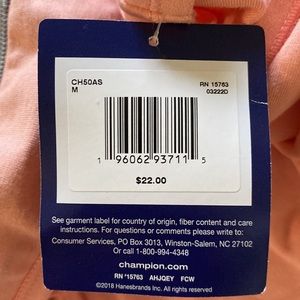 CH50AS RN 15763
M 03222D
1 96062 93711 5
$22.00
See garment label for country of
origin, fiber content and care
instructions.
For questions or comments please write to:
Consumer Services, PO Box 3013, Winston-Salem, NC 27102
Or call 1-800-994-4348
champion.com
RN #15763 AHJQEY FCW
©2018 Hanesbrands Inc. All rights reserved.